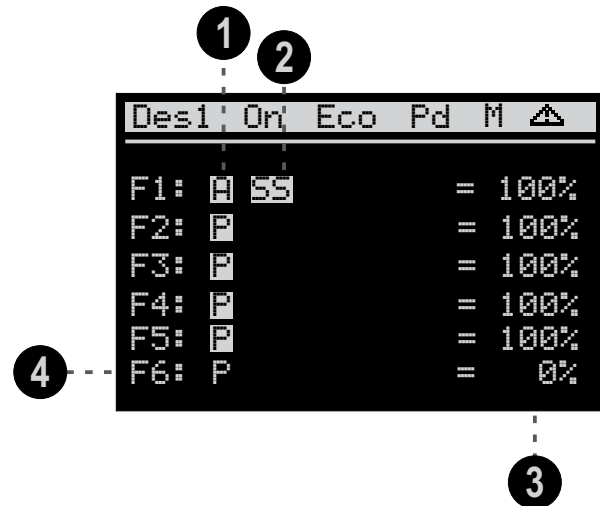 1
2
Des1 On Eco Pd M
F1: A SS = 100%
F2: P = 100%
F3: P = 100%
F4: P = 100%
F5: P = 100%
4
F6: P = 0%
3